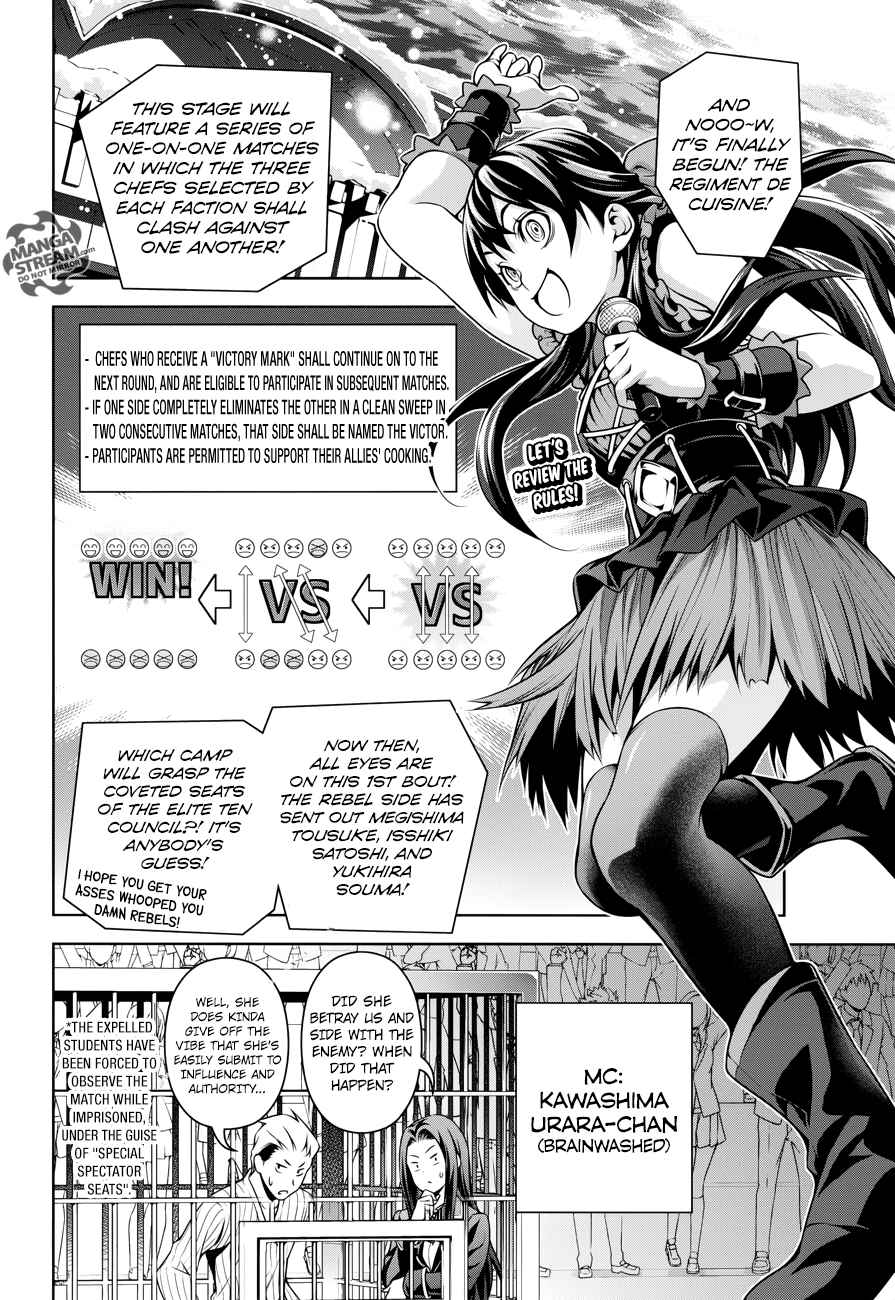 AND
NOOO~W,
IT'S FINALLY
BEGUN! THE
REGIMENT DE
CUISINE!
THIS STAGE WILL
FEATURE A SERIES OF
ONE-ON-ONE MATCHES
IN WHICH THE THREE
CHEFS SELECTED BY
EACH FACTION SHALL
CLASH AGAINST
ONE ANOTHER!
MANGA
STREAM.com
DO NOT MIRROR
LET'S
REVIEW THE
RULES!
- CHEFS WHO RECEIVE A "VICTORY MARK" SHALL CONTINUE ON TO THE
NEXT ROUND, AND ARE ELIGIBLE TO PARTICIPATE IN SUBSEQUENT MATCHES.
- IF ONE SIDE COMPLETELY ELIMINATES THE OTHER IN A CLEAN SWEEP IN
TWO CONSECUTIVE MATCHES, THAT SIDE SHALL BE NAMED THE VICTOR.
- PARTICIPANTS ARE PERMITTED TO SUPPORT THEIR ALLIES' COOKING.
VS
VS
WIN!
NOW THEN,
ALL EYES ARE
ON THIS 1ST BOUT!
THE REBEL SIDE HAS
SENT OUT MEGISHIMA
TOUSUKE, ISSHIKI
SATOSHI, AND
YUKIHIRA
SOUMA!
WHICH CAMP
WILL GRASP THE
COVETED SEATS
OF THE ELITE TEN
COUNCIL?! IT'S
ANYBODY'S
GUESS!
I HOPE YOU GET YOUR
ASSES WHOOPED YOU
DAMN REBELS!
MC:
KAWASHIMA
URARA-CHAN
(BRAINWASHED)
DID SHE
BETRAY US AND
SIDE WITH THE
ENEMY? WHEN
DID THAT
HAPPEN?
WELL, SHE
DOES KINDA
GIVE OFF THE
VIBE THAT SHE'S
EASILY SUBMIT TO
INFLUENCE AND
AUTHORITY...
*THE EXPELLED
STUDENTS HAVE
BEEN FORCED TO
OBSERVE THE
MATCH WHILE
IMPRISONED,
UNDER THE GUISE
OF "SPECIAL
SPECTATOR
SEATS".